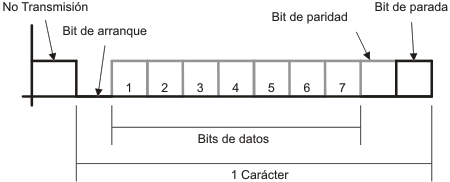 No Transmisión
Bit de parada
Bit de paridad
Bit de arranque
1 2 3 4 5 6 7
Bits de datos
1 Carácter